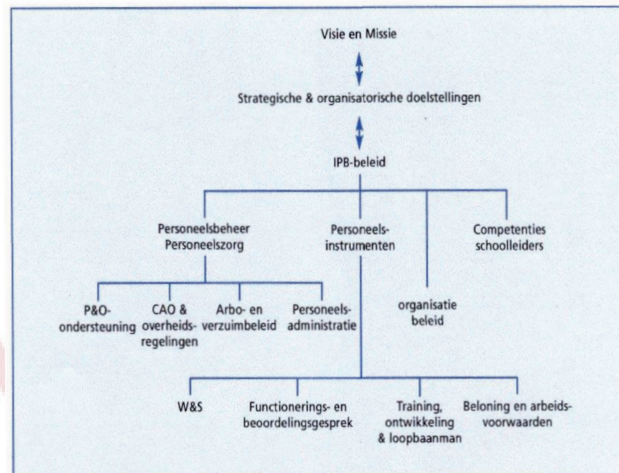 Visie en Missie
Strategische & organisatorische doelstellingen
IPB-beleid
Personeelsbeheer
Personeelszorg
Personeels-
instrumenten
Competenties
schoolleiders
organisatie
beleid
P&O-
ondersteuning
CAO &
overheids-
regelingen
Arbo- en
verzuimbeleid
Personeels-
administratie
W&S
Functionerings- en
beoordelingsgesprek
Training,
ontwikkeling
& loopbaanman
Beloning en arbeids-
voorwaarden